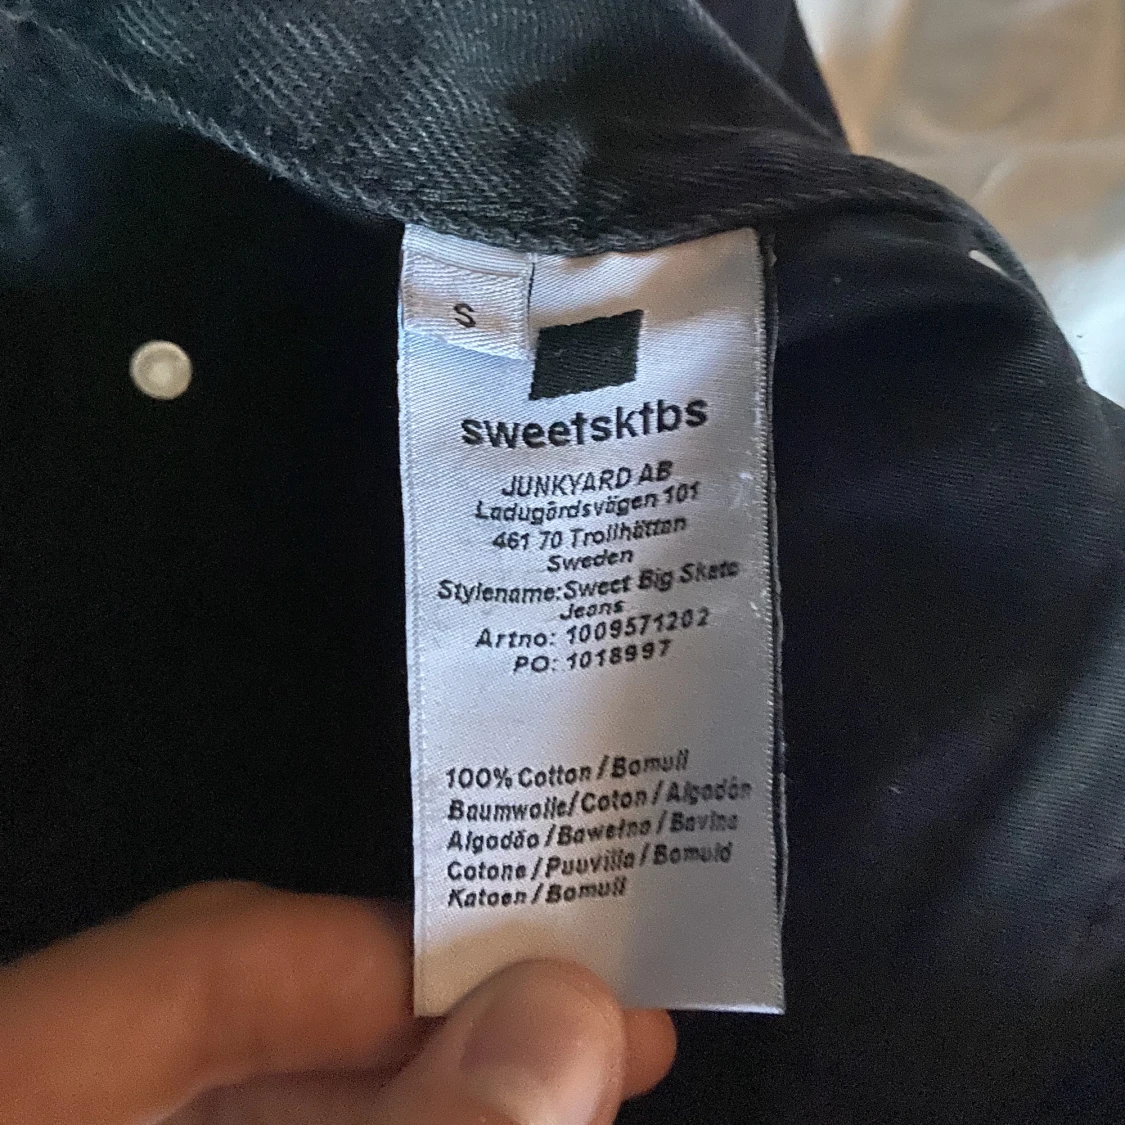 S
sweetsktbs
JUNKYARD AB
Ladugårdsvägen 101
461 70 Trollhättan
Sweden
Stylename:Sweet Big Skate
Jeans
Artno: 1009571202
PO: 1018997
100% Cotton / Bomull
Baumwolle / Coton / Algodón
Algodão / Bawełna / Bavlna
Cotone / Puuvilla / Bomuld
Katoen / Bomull